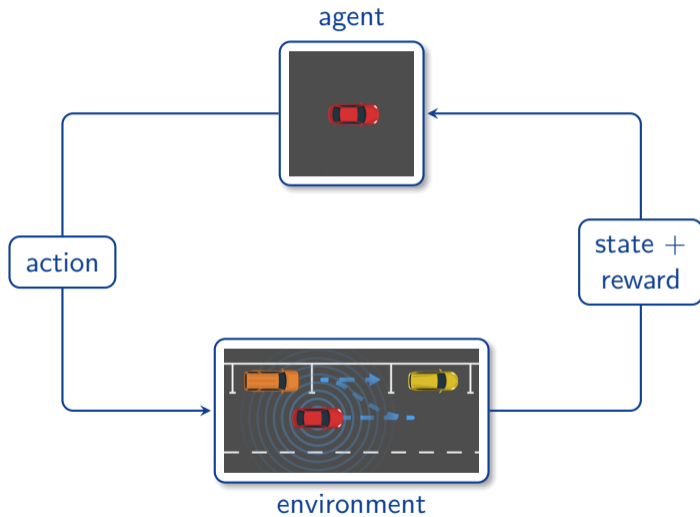 agent
action
state +
reward
environment